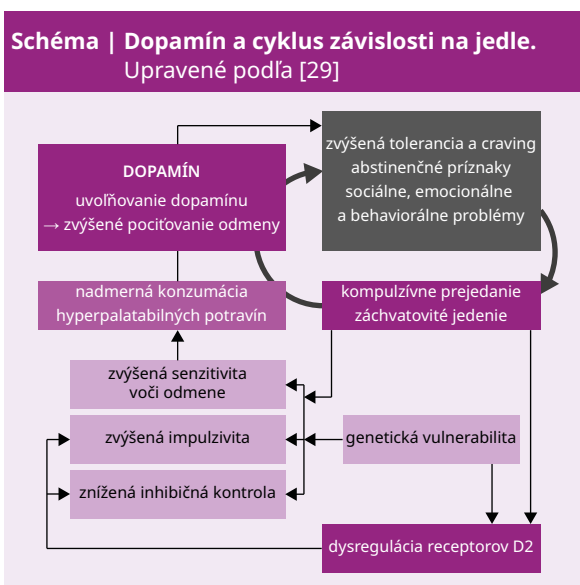 Schéma | Dopamín a cyklus závislosti na jedle.
Upravené podľa [29]
DOPAMÍN
uvoľňovanie dopamínu
→ zvýšené pociťovanie odmeny
zvýšená tolerancia a craving
abstinenčné príznaky
sociálne, emocionálne
a behaviorálne problémy
nadmerná konzumácia
hyperpalatabilných potravín
kompulzívne prejedanie
záchvatovité jedenie
zvýšená senzitivita
voči odmene
zvýšená impulzivita
genetická vulnerabilita
znížená inhibičná kontrola
dysregulácia receptorov D2